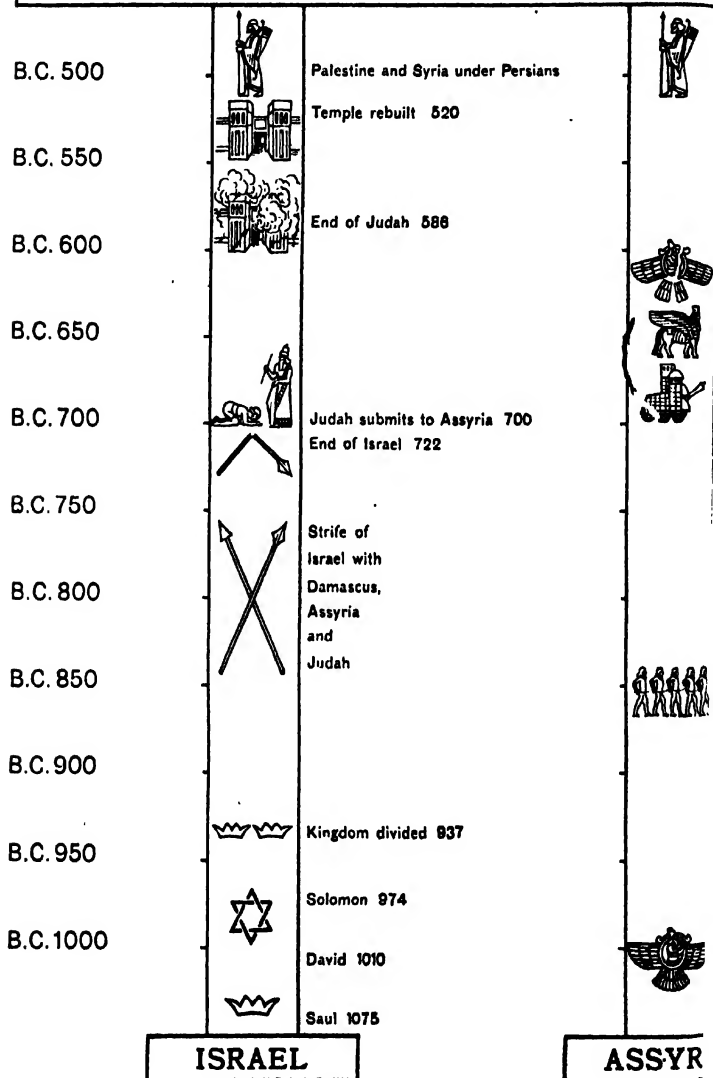 B.C. 500
Palestine and Syria under Persians
Temple rebuilt 520
B.C. 550
End of Judah 586
B.C. 600
B.C. 650
B.C. 700
Judah submits to Assyria 700
End of Israel 722
B.C. 750
Strife of
Israel with
Damascus,
Assyria
and
Judah
B.C. 800
B.C. 850
B.C. 900
Kingdom divided 937
B.C. 950
Solomon 974
B.C. 1000
David 1010
Saul 1075
ISRAEL
ASSYR